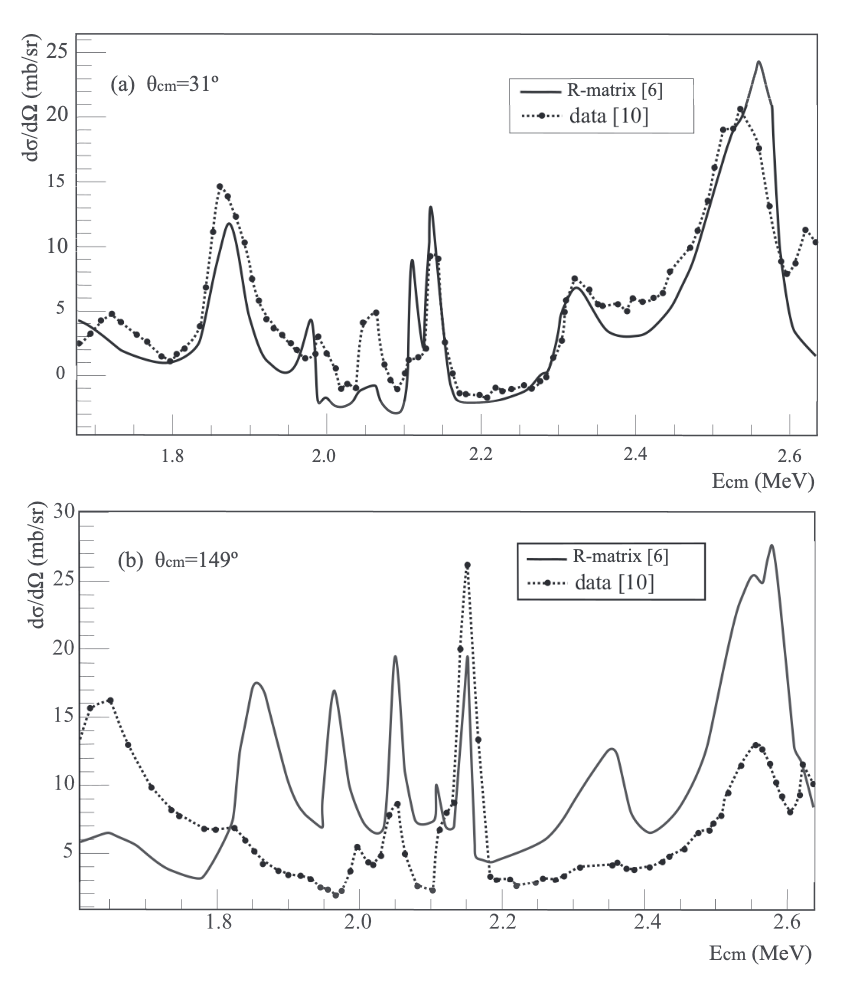 dσ/dΩ (mb/sr)
25
20
15
10
5
0
(a) θcm=31º
R-matrix [6]
data [10]
1.8 2.0 2.2 2.4 2.6
Ecm (MeV)
dσ/dΩ (mb/sr)
30
25
20
15
10
5
(b) θcm=149º
R-matrix [6]
data [10]
1.8 2.0 2.2 2.4 2.6
Ecm (MeV)